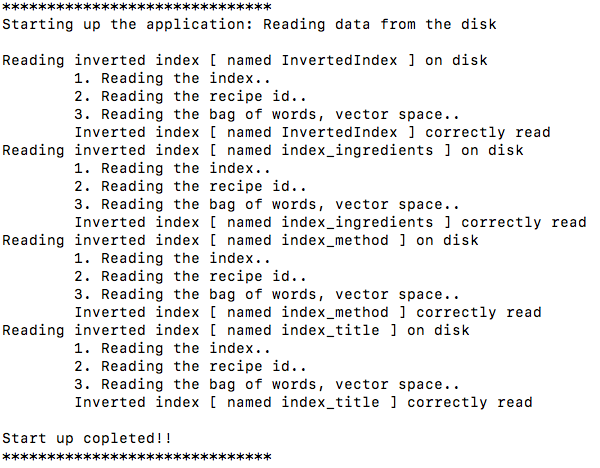 ******************************
Starting up the application: Reading data from the disk
Reading inverted index [ named InvertedIndex ] on disk
1. Reading the index..
2. Reading the recipe id..
3. Reading the bag of words, vector space..
Inverted index [ named InvertedIndex ] correctly read
Reading inverted index [ named index_ingredients ] on disk
1. Reading the index..
2. Reading the recipe id..
3. Reading the bag of words, vector space..
Inverted index [ named index_ingredients ] correctly read
Reading inverted index [ named index_method ] on disk
1. Reading the index..
2. Reading the recipe id..
3. Reading the bag of words, vector space..
Inverted index [ named index_method ] correctly read
Reading inverted index [ named index_title ] on disk
1. Reading the index..
2. Reading the recipe id..
3. Reading the bag of words, vector space..
Inverted index [ named index_title ] correctly read
Start up copleted!!
******************************